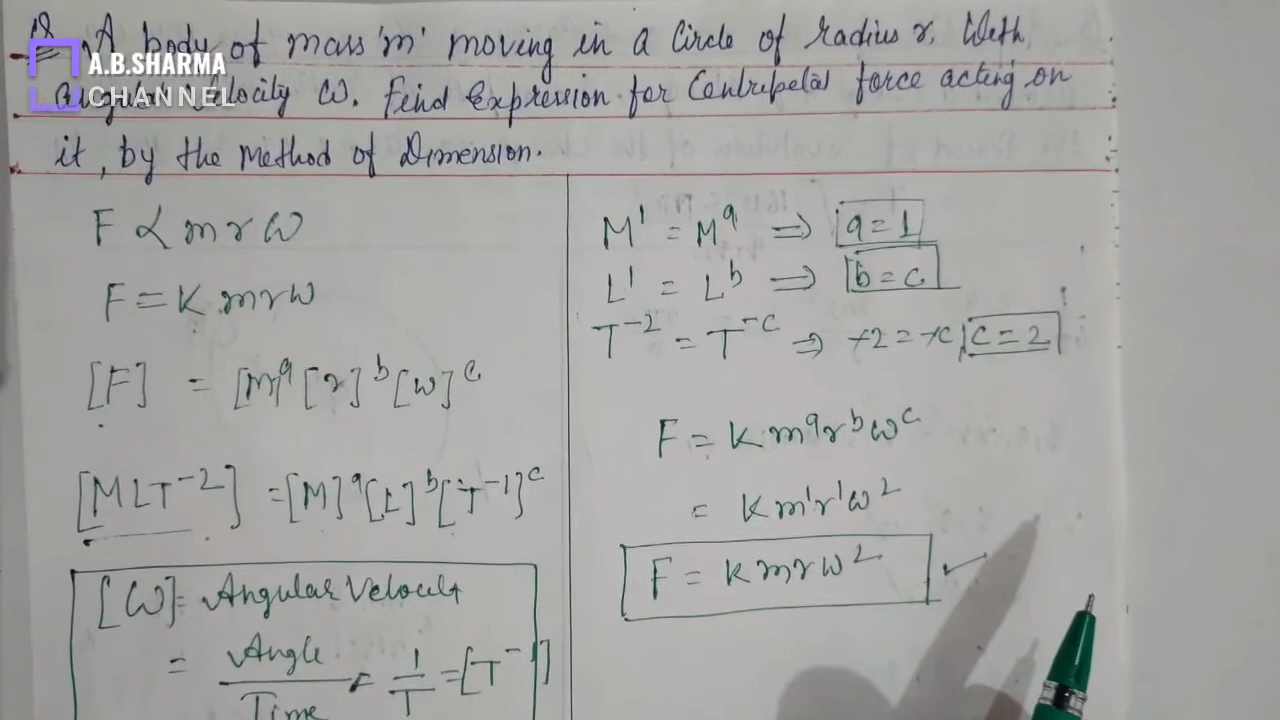 Q A body of mass 'm' moving in a Circle of radius r, With
A.B.SHARMA
CHANNEL
angular Velocity ω. Find Expression for Centripetal force acting on
it, by the Method of Dimension.
F ∝ m r ω
F = K m r ω
[F] = [M]^a [r]^b [ω]^c
[MLT^-2] = [M]^a [L]^b [T^-1]^c
[ω] = Angular Velocity
= Angle/Time = 1/T = [T^-1]
M^1 = M^a ⇒ a = 1
L^1 = L^b ⇒ b = c
T^-2 = T^-c ⇒ -2 = -c, c = 2
F = K m^a r^b ω^c
= K m^1 r^1 ω^2
F = K m r ω^2